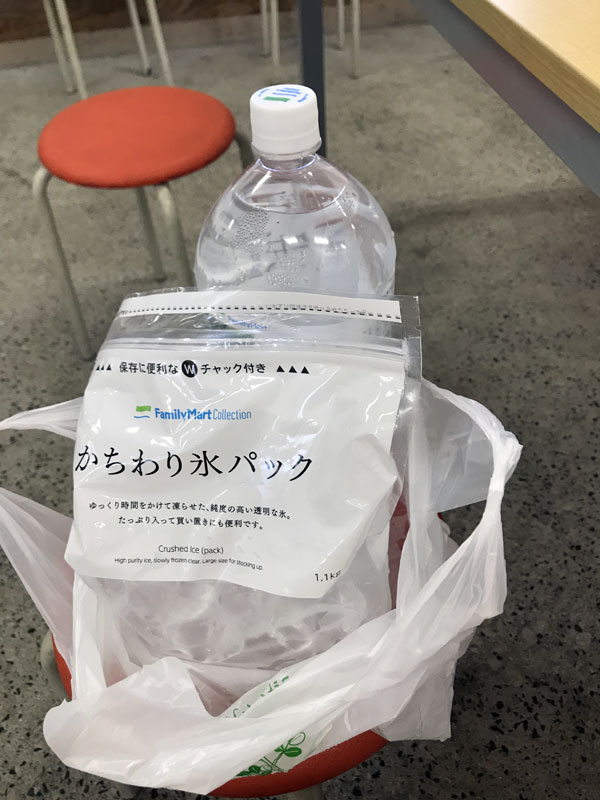 ▲▲▲ 保存に便利な W チャック付き ▲▲▲
FamilyMart Collection
かちわり氷パック
ゆっくり時間をかけて凍らせた、純度の高い透明な氷。
たっぷり入って買い置きにも便利です。
Crushed Ice (pack)
High purity ice, slowly frozen clear. Large size for stocking up.
1.1kg